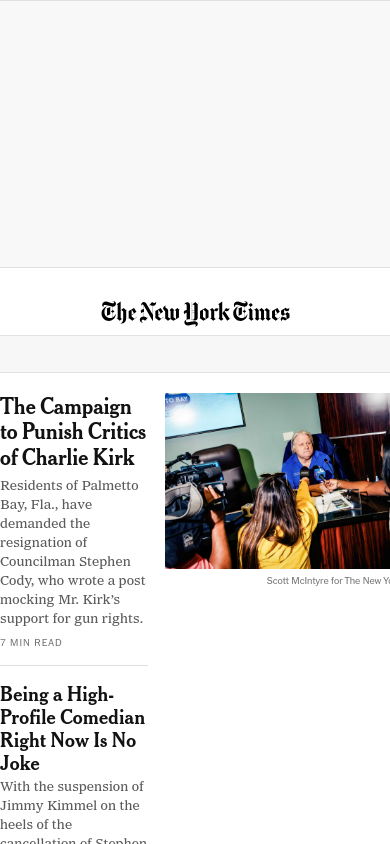 The New York Times
The Campaign
to Punish Critics
of Charlie Kirk
Residents of Palmetto
Bay, Fla., have
demanded the
resignation of
Councilman Stephen
Cody, who wrote a post
mocking Mr. Kirk's
support for gun rights.
7 MIN READ
TO BAY
Scott McIntyre for The New Yo
Being a High-
Profile Comedian
Right Now Is No
Joke
With the suspension of
Jimmy Kimmel on the
heels of the
cancellation of Stephen